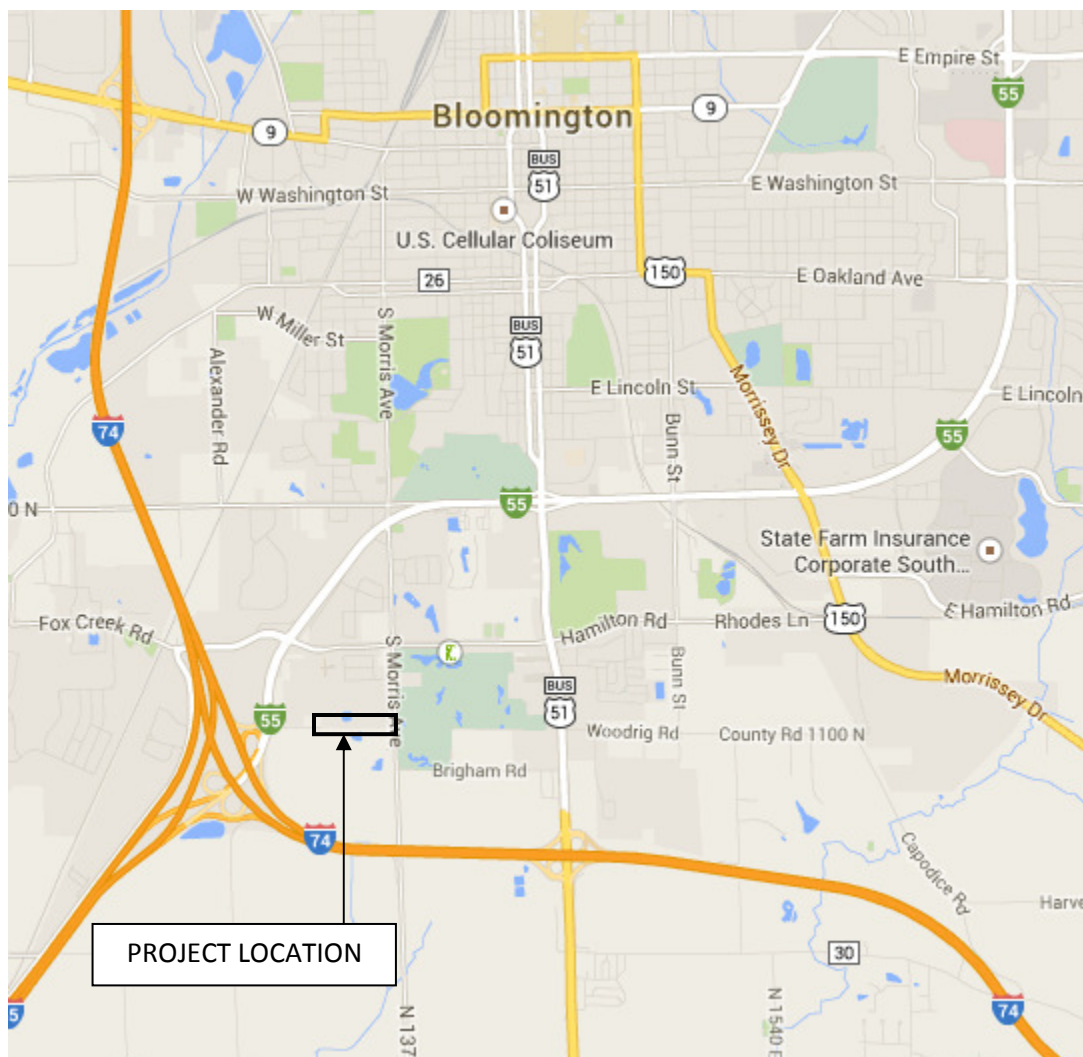 E Empire St
55
9
Bloomington
9
BUS
51
W Washington St
E Washington St
U.S. Cellular Coliseum
26
150
E Oakland Ave
W Miller St
S Morris Ave
BUS
51
Alexander Rd
E Lincoln St
E Lincoln
Morrissey Dr
Bunn St
74
55
55
0 N
State Farm Insurance
Corporate South...
Fox Creek Rd
Hamilton Rd
Rhodes Ln
150
E Hamilton Rd
S Morris Ave
Bunn St
Morrissey Dr
BUS
51
55
Woodrig Rd
County Rd 1100 N
Brigham Rd
74
Capodice Rd
Harve
PROJECT LOCATION
30
5
N 137
N 1540 E
74